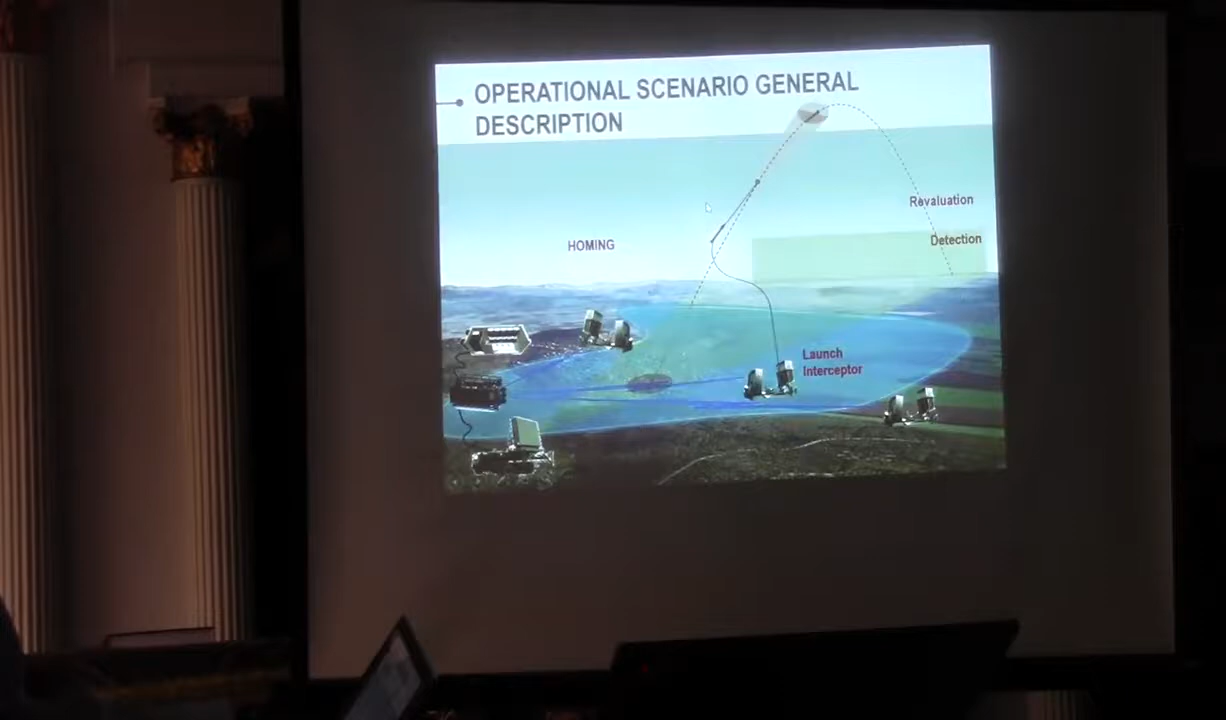 OPERATIONAL SCENARIO GENERAL
DESCRIPTION
Revaluation
Detection
HOMING
Launch
Interceptor